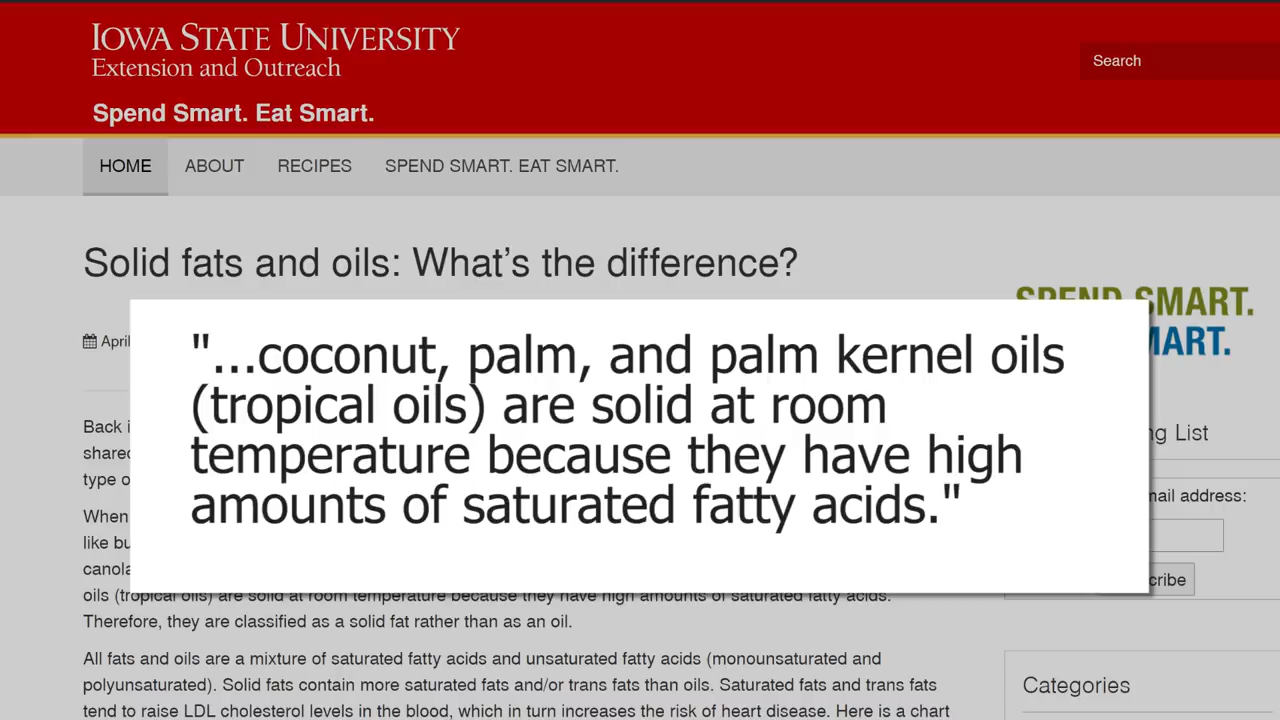 IOWA STATE UNIVERSITY
Extension and Outreach
Search
Spend Smart. Eat Smart.
HOME ABOUT RECIPES SPEND SMART. EAT SMART.
Solid fats and oils: What's the difference?
SPEND SMART.
April
"...coconut, palm, and palm kernel oils
(tropical oils) are solid at room
temperature because they have high
amounts of saturated fatty acids."
Back
List
type
address:
When
like
oils (tropical oils) are solid at room temperature because they have high amounts of saturated fatty acids.
Therefore, they are classified as a solid fat rather than as an oil.
All fats and oils are a mixture of saturated fatty acids and unsaturated fatty acids (monounsaturated and
polyunsaturated). Solid fats contain more saturated fats and/or trans fats than oils. Saturated fats and trans fats
tend to raise LDL cholesterol levels in the blood, which in turn increases the risk of heart disease. Here is a chart
Categories